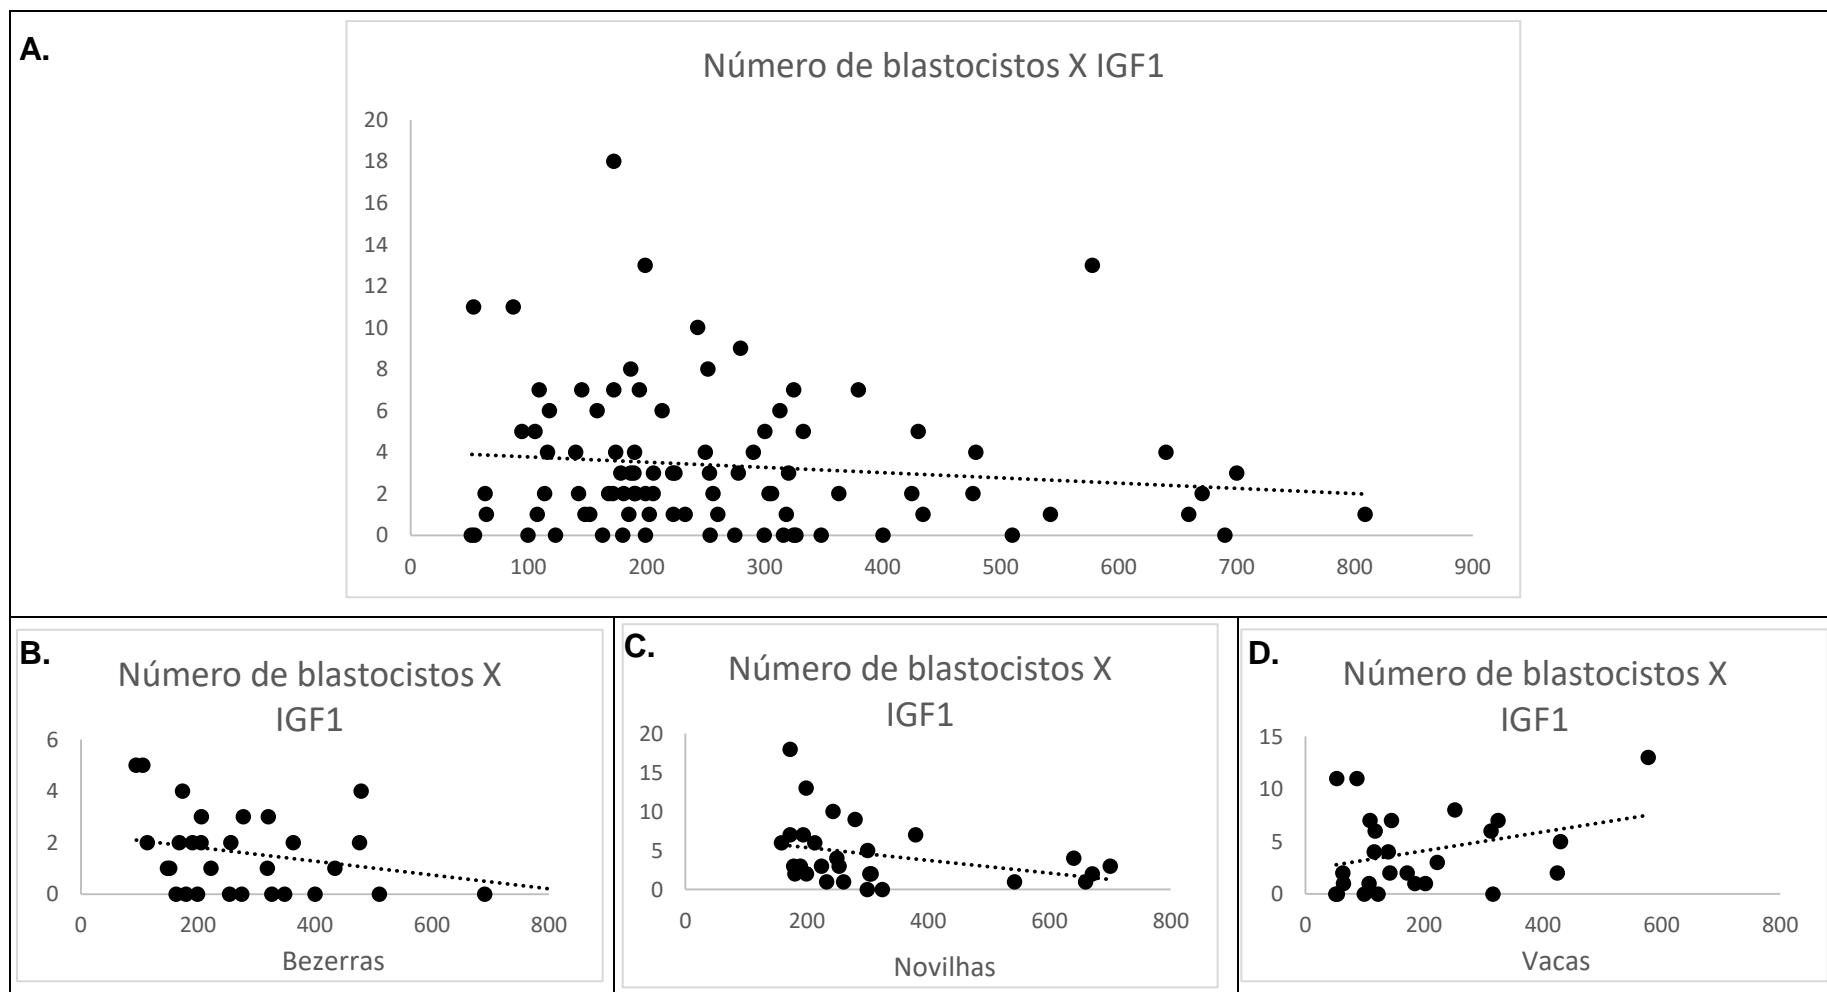 A.
Número de blastocistos X IGF1
20
18
16
14
12
10
8
6
4
2
0
0 100 200 300 400 500 600 700 800 900
B.
Número de blastocistos X
IGF1
6
4
2
0
0 200 400 600 800
Bezerras
C.
Número de blastocistos X
IGF1
20
15
10
5
0
0 200 400 600 800
Novilhas
D.
Número de blastocistos X
IGF1
15
10
5
0
0 200 400 600 800
Vacas